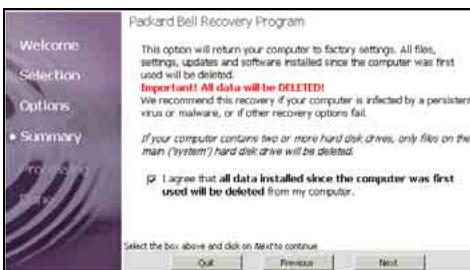 Packard Bell Recovery Program
Welcome
Selection
Options
Summary
Processing
This option will return your computer to factory settings. All files,
settings, updates and software installed since the computer was first
used will be deleted.
Important! All data will be DELETED!
We recommend this recovery if your computer is infected by a persistent
virus or malware, or if other recovery options fail.
If your computer contains two or more hard disk drives, only files on the
main ("system") hard disk drive will be deleted.
I agree that all data installed since the computer was first
used will be deleted from my computer.
Select the box above and click on Next to continue
Quit
Previous
Next